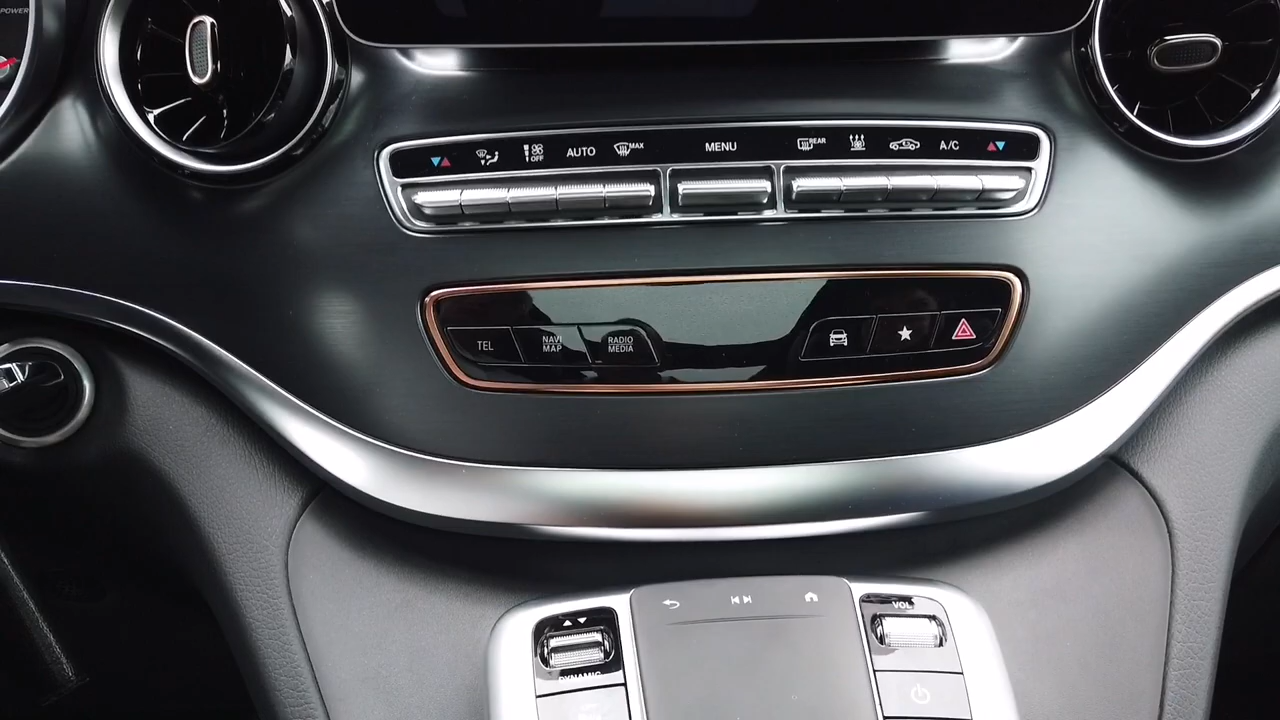 POWER
OFF
AUTO
MAX
MENU
REAR
A/C
TEL
NAVI
MAP
RADIO
MEDIA
VOL
DYNAMIC